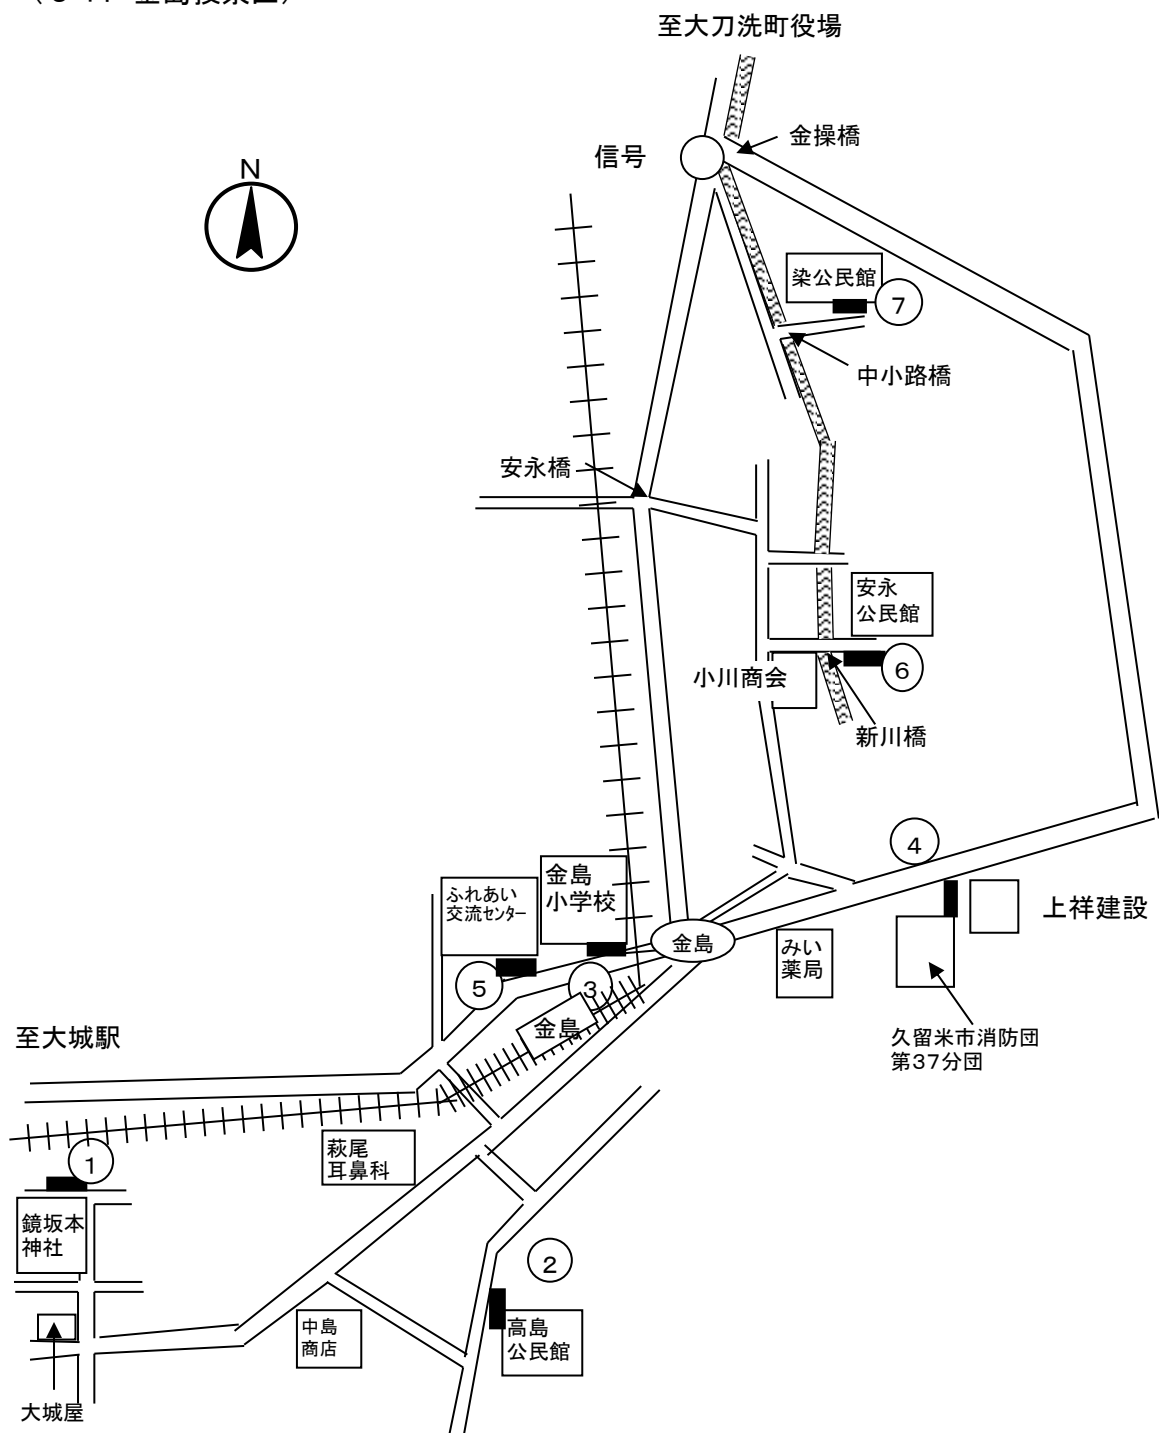 至大刀洗町役場
金操橋
信号
N
染公民館
7
中小路橋
安永橋
安永
公民館
6
小川商会
新川橋
4
金島
小学校
ふれあい
交流センター
金島
みい
薬局
上祥建設
5
3
金島
久留米市消防団
第37分団
至大城駅
萩尾
耳鼻科
1
鏡坂本
神社
2
高島
公民館
中島
商店
大城屋